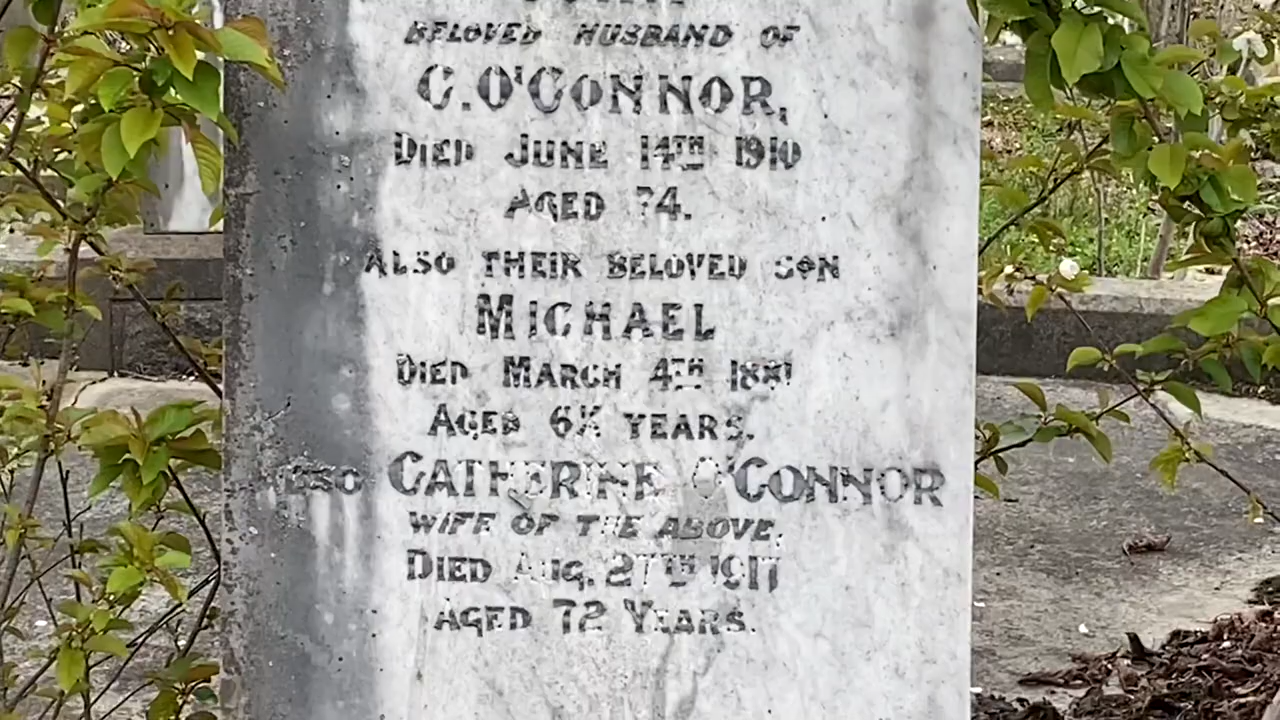 BELOVED HUSBAND OF
C. O'CONNOR,
DIED JUNE 14TH 1910
AGED 74.
ALSO THEIR BELOVED SON
MICHAEL
DIED MARCH 4TH 1881
AGED 6½ YEARS.
ALSO CATHERINE O'CONNOR
WIFE OF THE ABOVE,
DIED AUG. 27TH 1917
AGED 72 YEARS.